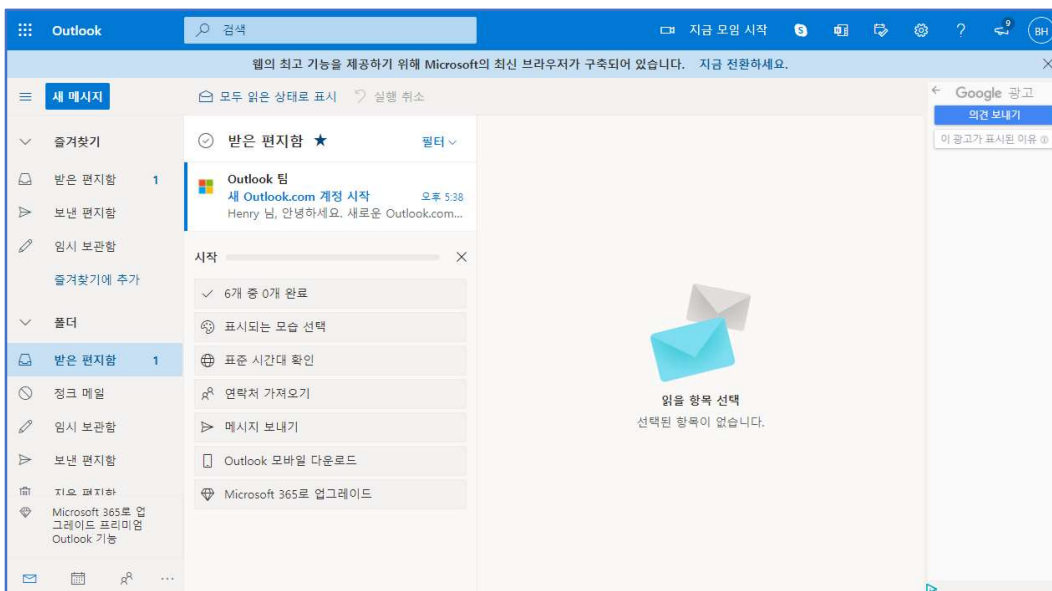 Outlook
검색
지금 모임 시작
9
BH
웹의 최고 기능을 제공하기 위해 Microsoft의 최신 브라우저가 구축되어 있습니다. 지금 전환하세요.
새 메시지
모두 읽은 상태로 표시
실행 취소
Google 광고
의견 보내기
이 광고가 표시된 이유
즐겨찾기
받은 편지함 1
보낸 편지함
임시 보관함
즐겨찾기에 추가
폴더
받은 편지함 1
정크 메일
임시 보관함
보낸 편지함
지운 편지함
Microsoft 365로 업
그레이드 프리미엄
Outlook 기능
받은 편지함 ★
필터
Outlook 팀
새 Outlook.com 계정 시작 오후 5:38
Henry 님, 안녕하세요. 새로운 Outlook.com...
시작
6개 중 0개 완료
표시되는 모습 선택
표준 시간대 확인
연락처 가져오기
메시지 보내기
Outlook 모바일 다운로드
Microsoft 365로 업그레이드
읽을 항목 선택
선택된 항목이 없습니다.